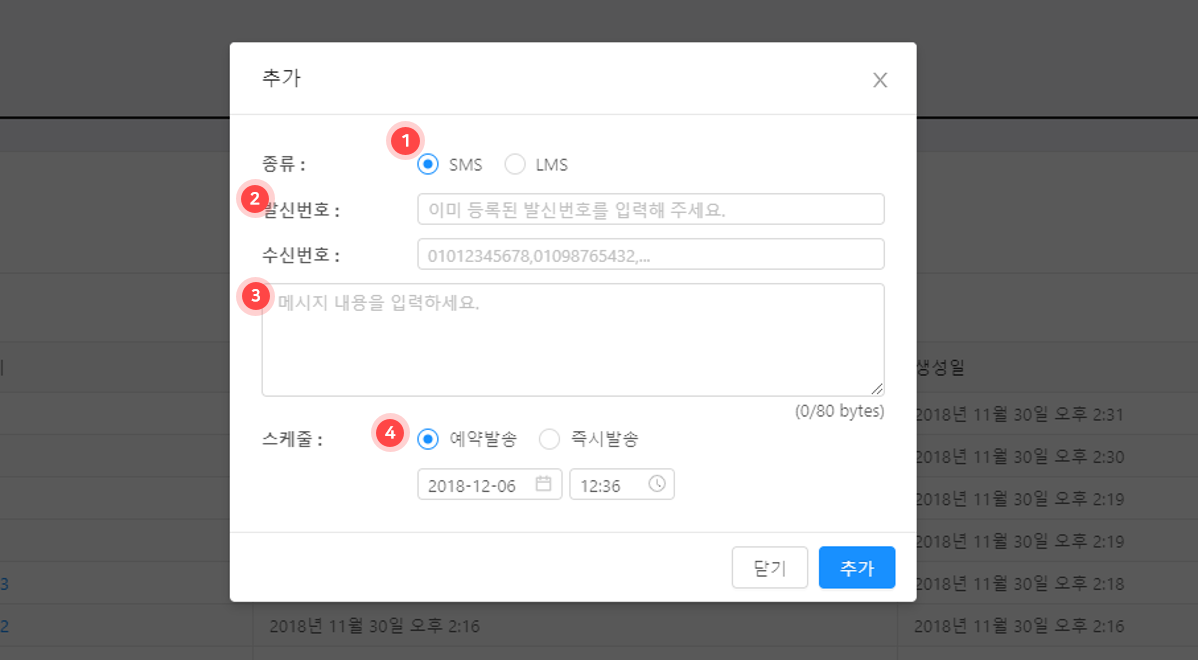 추가
1
종류 : SMS LMS
2
발신번호 : 이미 등록된 발신번호를 입력해 주세요.
수신번호 : 01012345678,01098765432,...
3
메시지 내용을 입력하세요.
생성일
(0/80 bytes)
2018년 11월 30일 오후 2:31
4
스케줄 : 예약발송 즉시발송
2018년 11월 30일 오후 2:30
2018-12-06 12:36
2018년 11월 30일 오후 2:19
2018년 11월 30일 오후 2:19
닫기 추가
3
2018년 11월 30일 오후 2:18
2
2018년 11월 30일 오후 2:16
2018년 11월 30일 오후 2:16